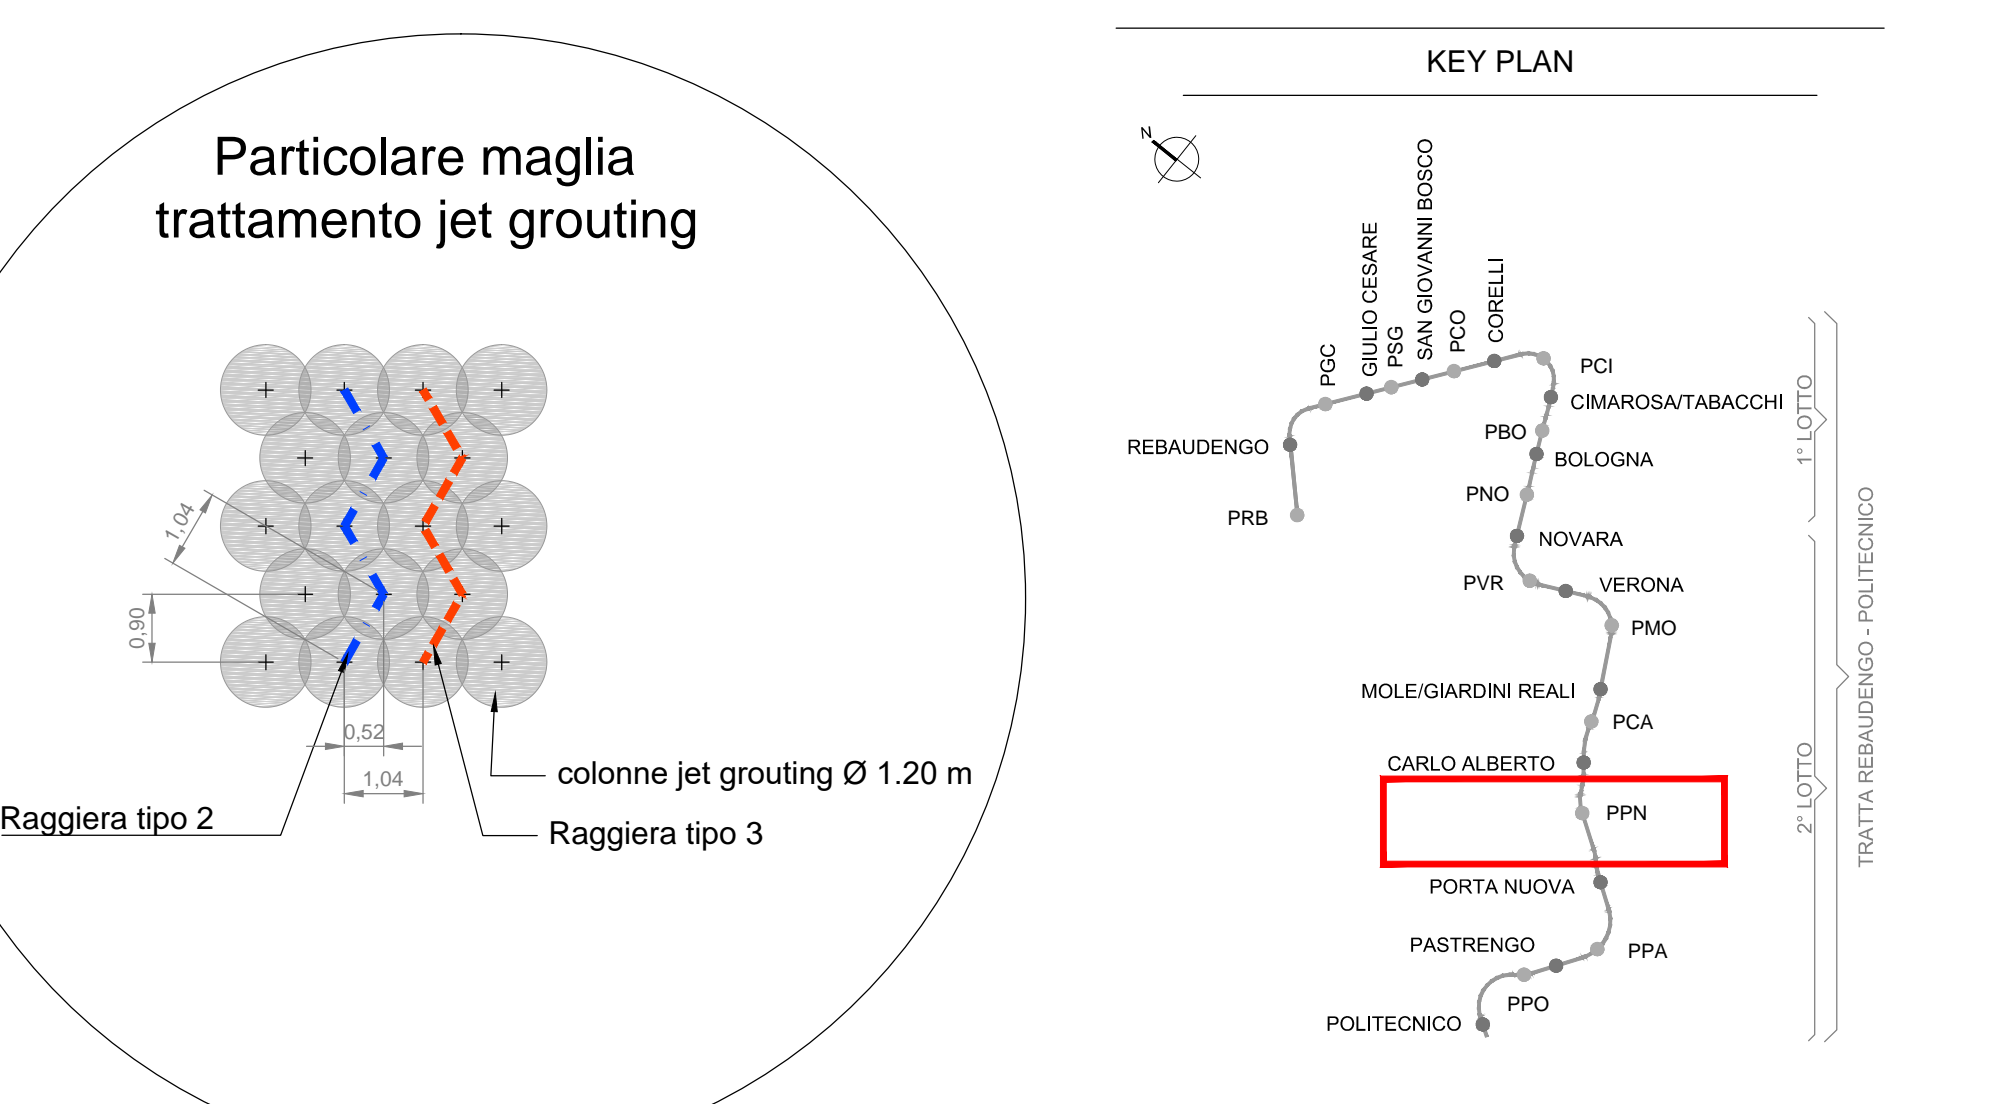 Particolare maglia
trattamento jet grouting
1,04
0,90
0,52
1,04
colonne jet grouting Ø 1.20 m
Raggiera tipo 2
Raggiera tipo 3
KEY PLAN
N
PGC
GIULIO CESARE
PSG
SAN GIOVANNI BOSCO
PCO
CORELLI
PCI
CIMAROSA/TABACCHI
PBO
BOLOGNA
REBAUDENGO
PNO
PRB
NOVARA
PVR
VERONA
PMO
MOLE/GIARDINI REALI
PCA
CARLO ALBERTO
PPN
PORTA NUOVA
PASTRENGO
PPA
PPO
POLITECNICO
1° LOTTO
2° LOTTO
TRATTA REBAUDENGO - POLITECNICO